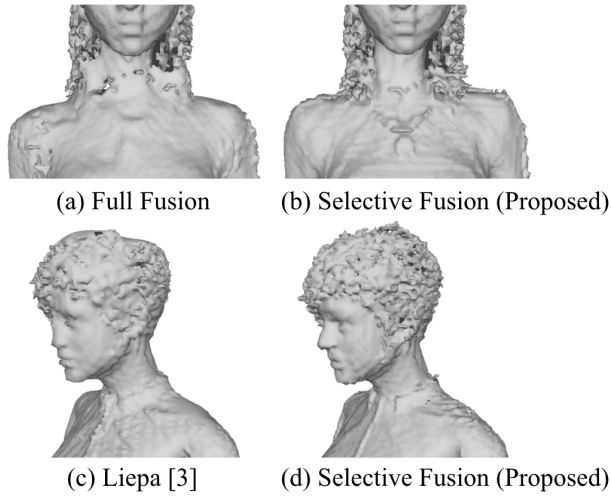 (a) Full Fusion
(b) Selective Fusion (Proposed)
(c) Liepa [3]
(d) Selective Fusion (Proposed)